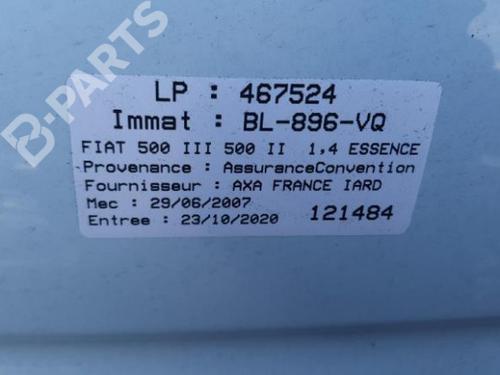 B-PARTS
LP : 467524
Immat : BL-896-VQ
FIAT 500 III 500 II 1,4 ESSENCE
Provenance : AssuranceConvention
Fournisseur : AXA FRANCE IARD
Mec : 29/06/2007
Entree : 23/10/2020 121484